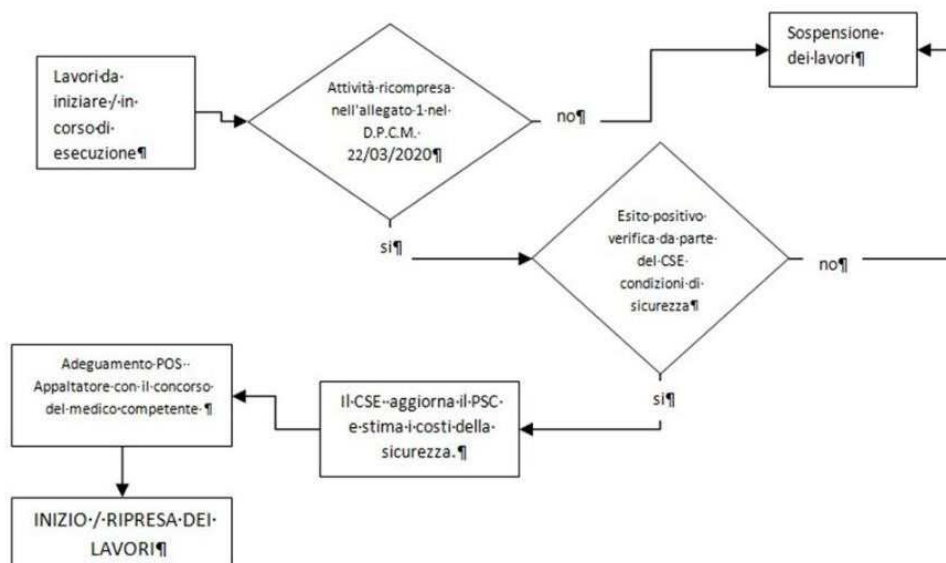 Lavori·da·
iniziare·/·in·
corso·di·
esecuzione¶
Attività·ricompresa·
nell'allegato·1·nel·
D.P.C.M.·
22/03/2020¶
no¶
Sospensione·
dei·lavori¶
si¶
Esito·positivo·
verifica·da·parte·
del·CSE·
condizioni·di·
sicurezza¶
no¶
si¶
Il·CSE··aggiorna·il·PSC·
e·stima·i·costi·della·
sicurezza.¶
Adeguamento·POS··
Appaltatore·con·il·concorso·
del·medico·competente·¶
INIZIO·/·RIPRESA·DEI·
LAVORI¶